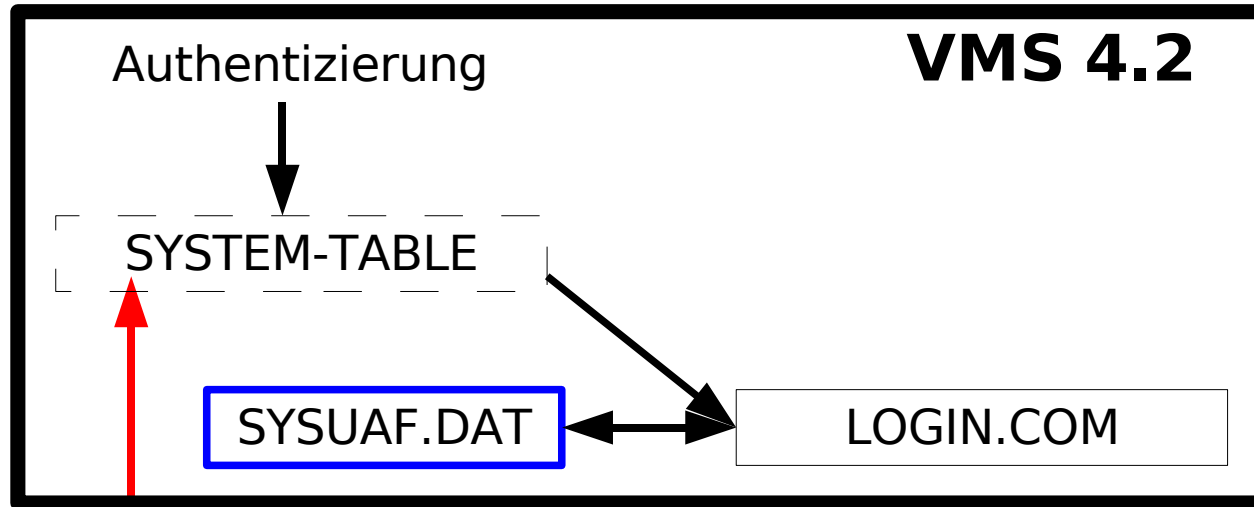 Authentizierung
VMS 4.2
SYSTEM-TABLE
SYSUAF.DAT
LOGIN.COM